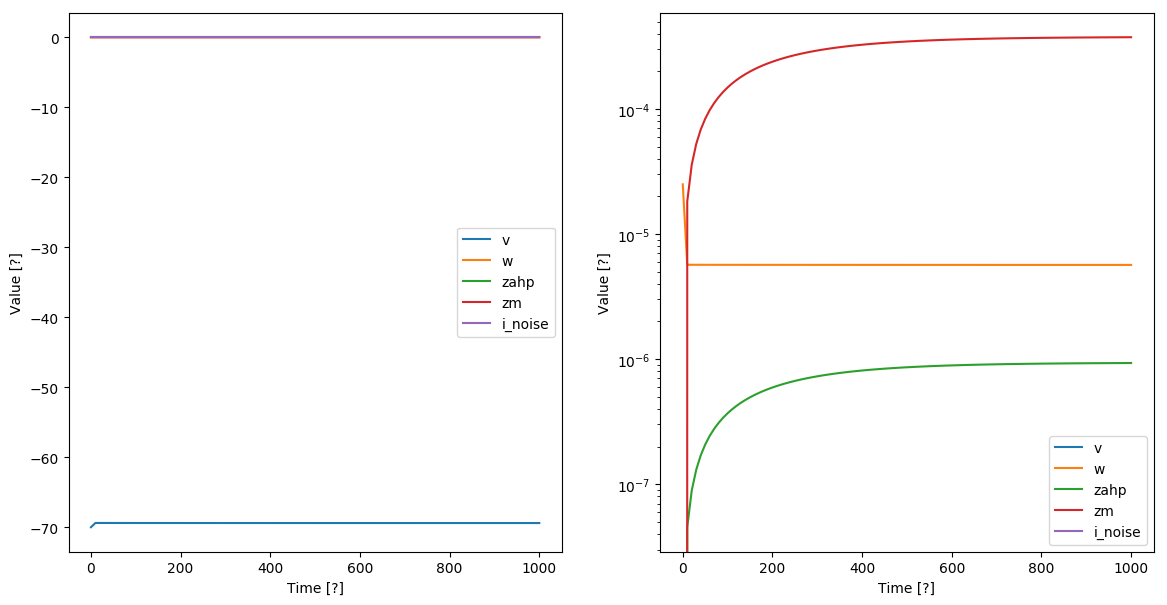 0
−10
−20
−30
−40
−50
−60
−70
Value [?]
v
w
zahp
zm
i_noise
0 200 400 600 800 1000
Time [?]
10⁻⁴
10⁻⁵
10⁻⁶
10⁻⁷
Value [?]
v
w
zahp
zm
i_noise
0 200 400 600 800 1000
Time [?]